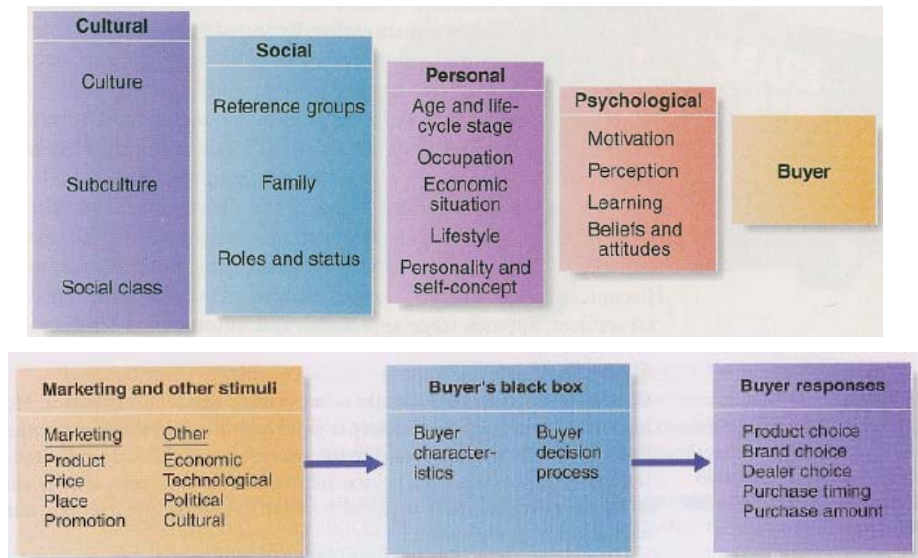 Cultural
Culture
Subculture
Social class
Social
Reference groups
Family
Roles and status
Personal
Age and life-
cycle stage
Occupation
Economic
situation
Lifestyle
Personality and
self-concept
Psychological
Motivation
Perception
Learning
Beliefs and
attitudes
Buyer
Marketing and other stimuli
Marketing
Product
Price
Place
Promotion
Other
Economic
Technological
Political
Cultural
Buyer's black box
Buyer
character-
istics
Buyer
decision
process
Buyer responses
Product choice
Brand choice
Dealer choice
Purchase timing
Purchase amount